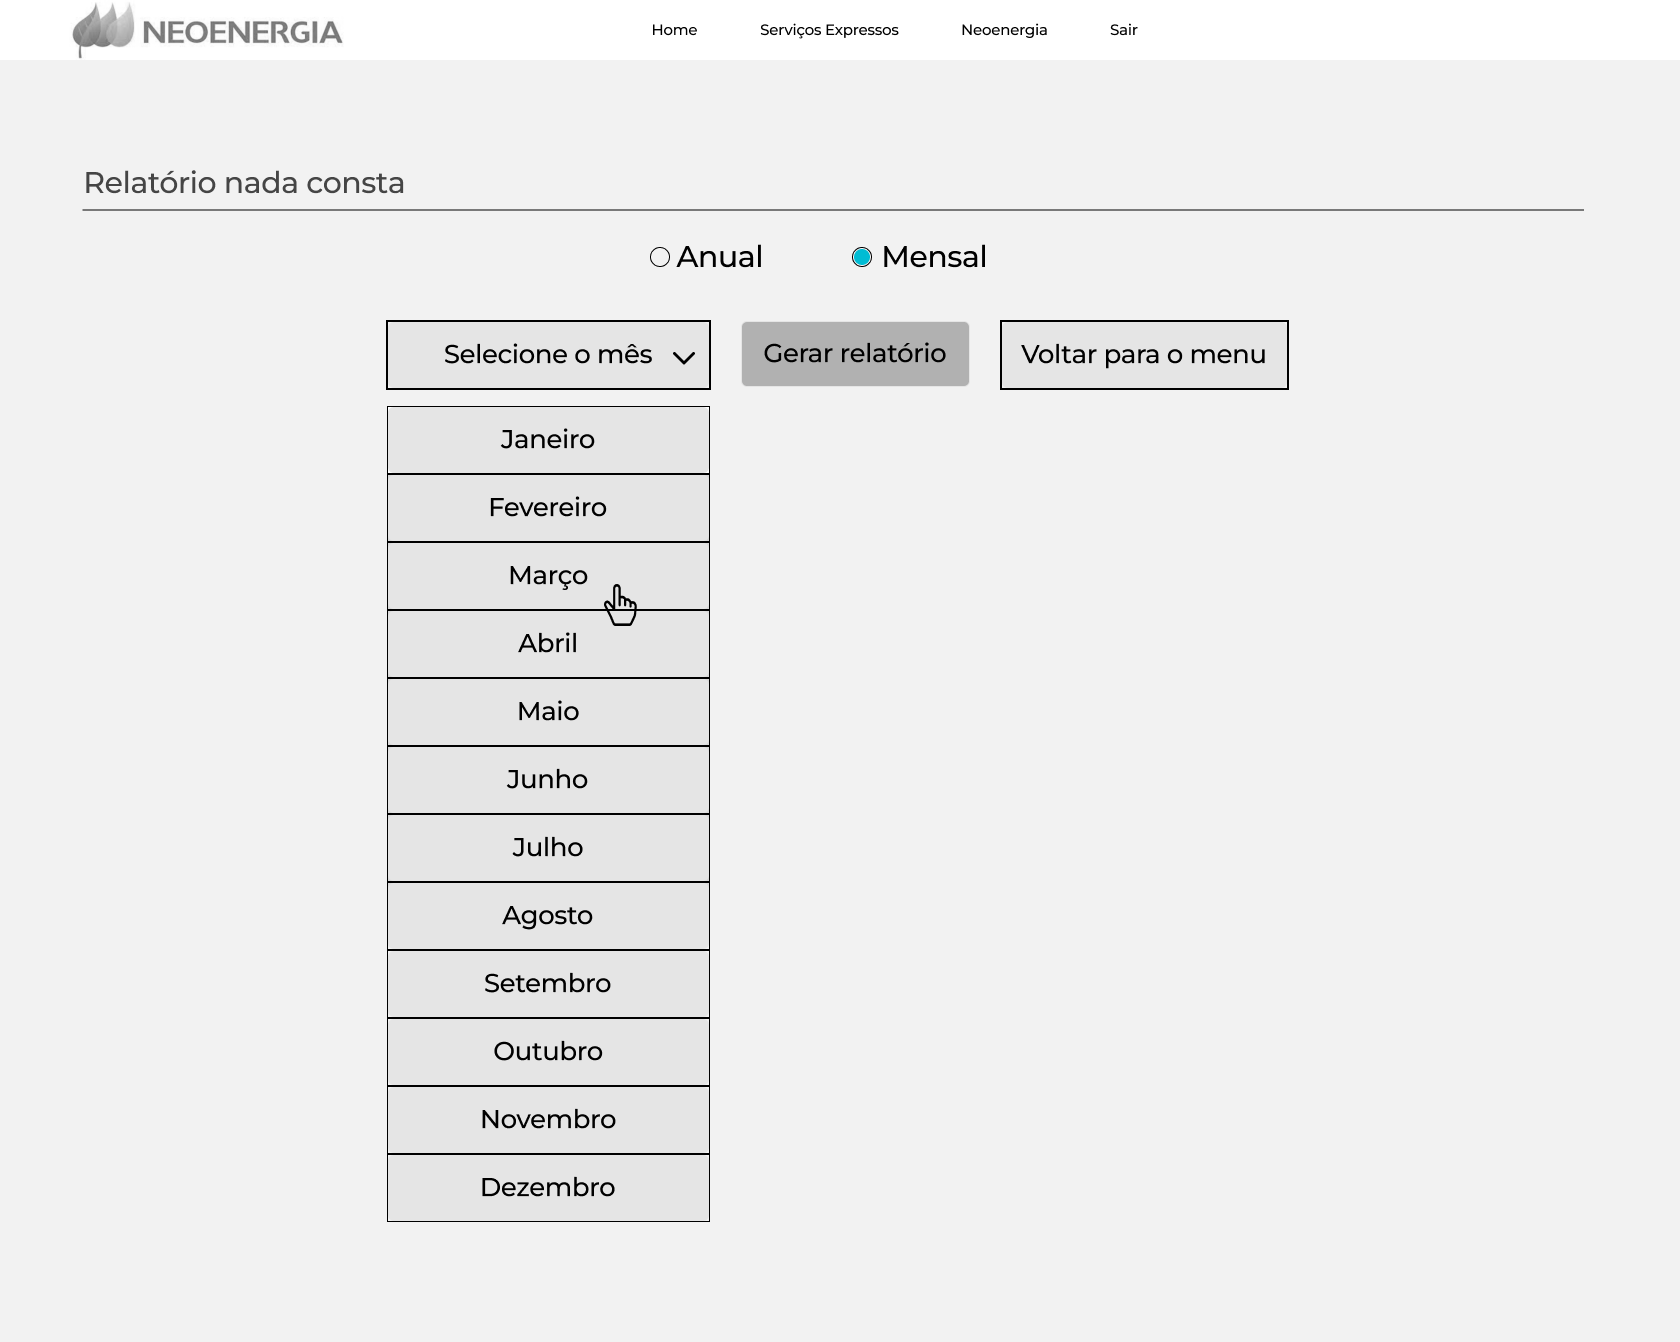 NEOENERGIA
Home Serviços Expressos Neoenergia Sair
Relatório nada consta
Anual Mensal
Selecione o mês Gerar relatório Voltar para o menu
Janeiro
Fevereiro
Março
Abril
Maio
Junho
Julho
Agosto
Setembro
Outubro
Novembro
Dezembro